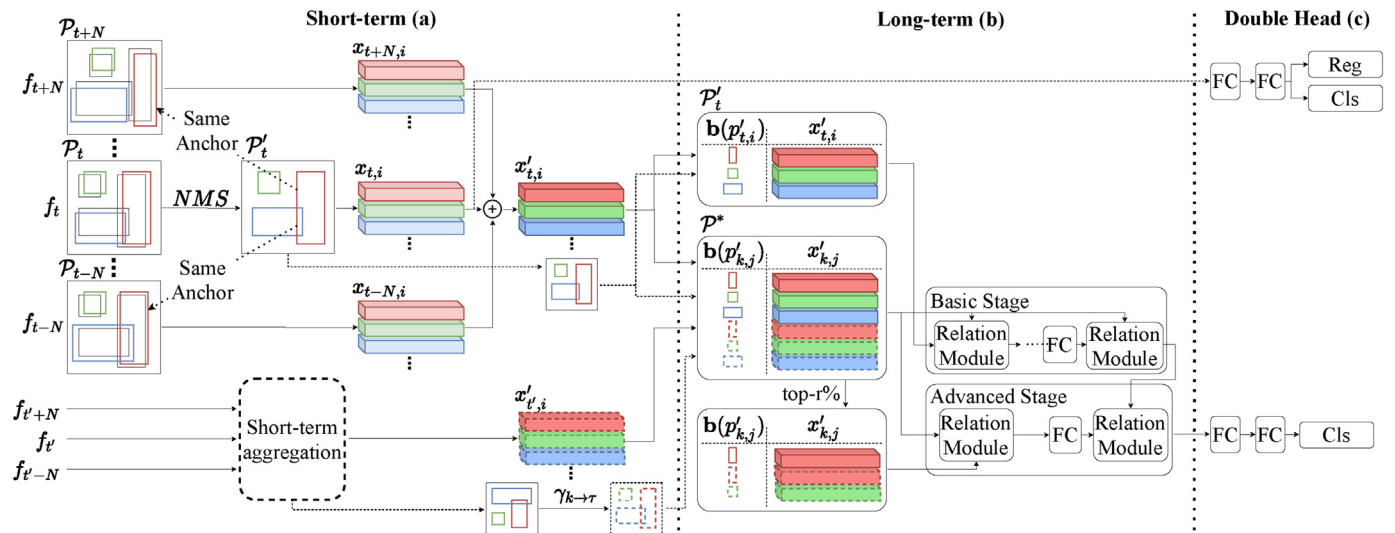 Short-term (a)
Long-term (b)
Double Head (c)
𝒫_{t+N}
f_{t+N}
x_{t+N,i}
FC
FC
Reg
Cls
Same
Anchor
𝒫_t
f_t
NMS
𝒫'_t
x_{t,i}
x'_{t,i}
𝒫'_t
b(p'_{t,i})
x'_{t,i}
𝒫_{t-N}
f_{t-N}
Same
Anchor
x_{t-N,i}
𝒫*
b(p'_{k,j})
x'_{k,j}
Basic Stage
Relation
Module
FC
Relation
Module
f_{t'+N}
f_{t'}
f_{t'-N}
Short-term
aggregation
x'_{t',i}
γ_{k→τ}
top-r%
b(p'_{k,j})
x'_{k,j}
Advanced Stage
Relation
Module
FC
Relation
Module
FC
FC
Cls